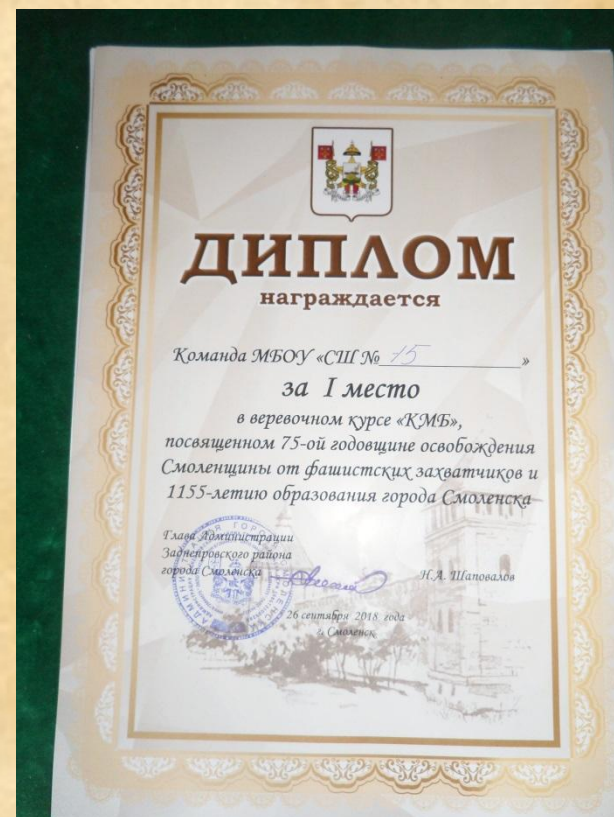 ДИПЛОМ
награждается
Команда МБОУ «СШ № 15 »
за I место
в веревочном курсе «КМБ»,
посвященном 75-ой годовщине освобождения
Смоленщины от фашистских захватчиков и
1155-летию образования города Смоленска
Глава Администрации
Заднепровского района
города Смоленска
Н.А. Шаповалов
26 сентября 2018 года
г. Смоленск